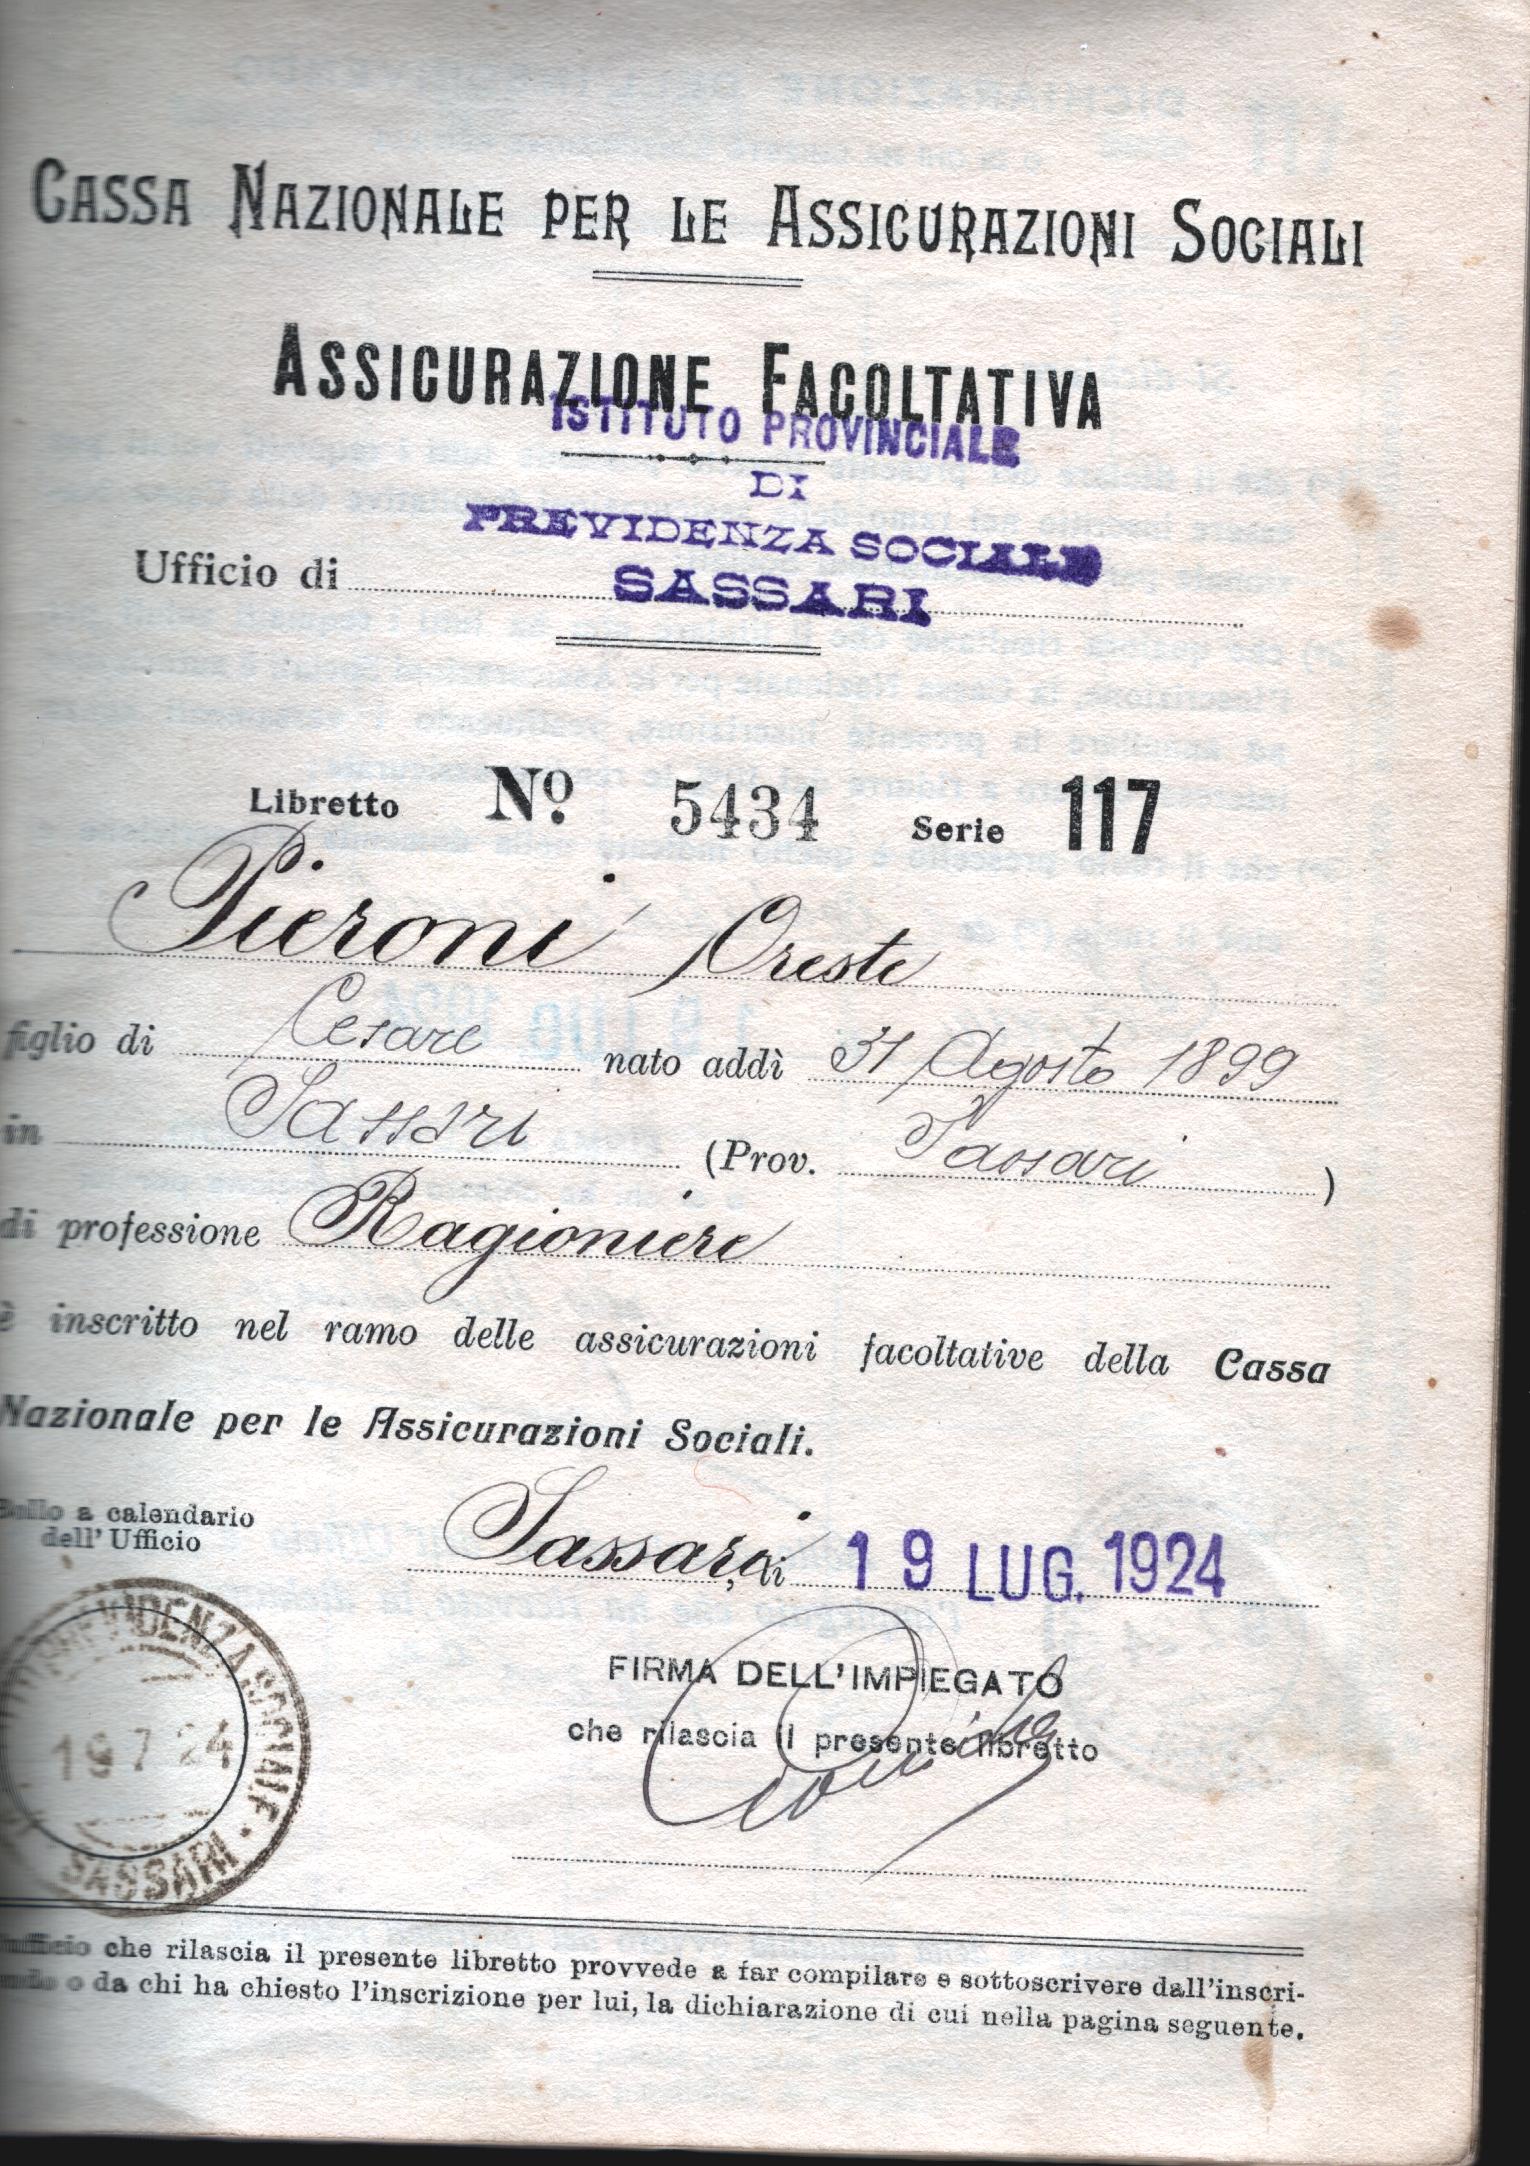 CASSA NAZIONALE PER LE ASSICURAZIONI SOCIALI
ASSICURAZIONE FACOLTATIVA
ISTITUTO PROVINCIALE
DI
PREVIDENZA SOCIALE
Ufficio di SASSARI
Libretto Nº. 5434 Serie 117
Pieroni Oreste
figlio di Cesare nato addì 31 Agosto 1899
in Sassari (Prov. Sassari)
di professione Ragioniere
è inscritto nel ramo delle assicurazioni facoltative della Cassa
Nazionale per le Assicurazioni Sociali.
Bollo a calendario
dell'Ufficio
Sassari, li 19 LUG. 1924
PREVIDENZA SOCIALE · SASSARI
19 7 24
FIRMA DELL'IMPIEGATO
che rilascia il presente libretto
che rilascia il presente libretto provvede a far compilare e sottoscrivere dall'inscri-
o da chi ha chiesto l'inscrizione per lui, la dichiarazione di cui nella pagina seguente.